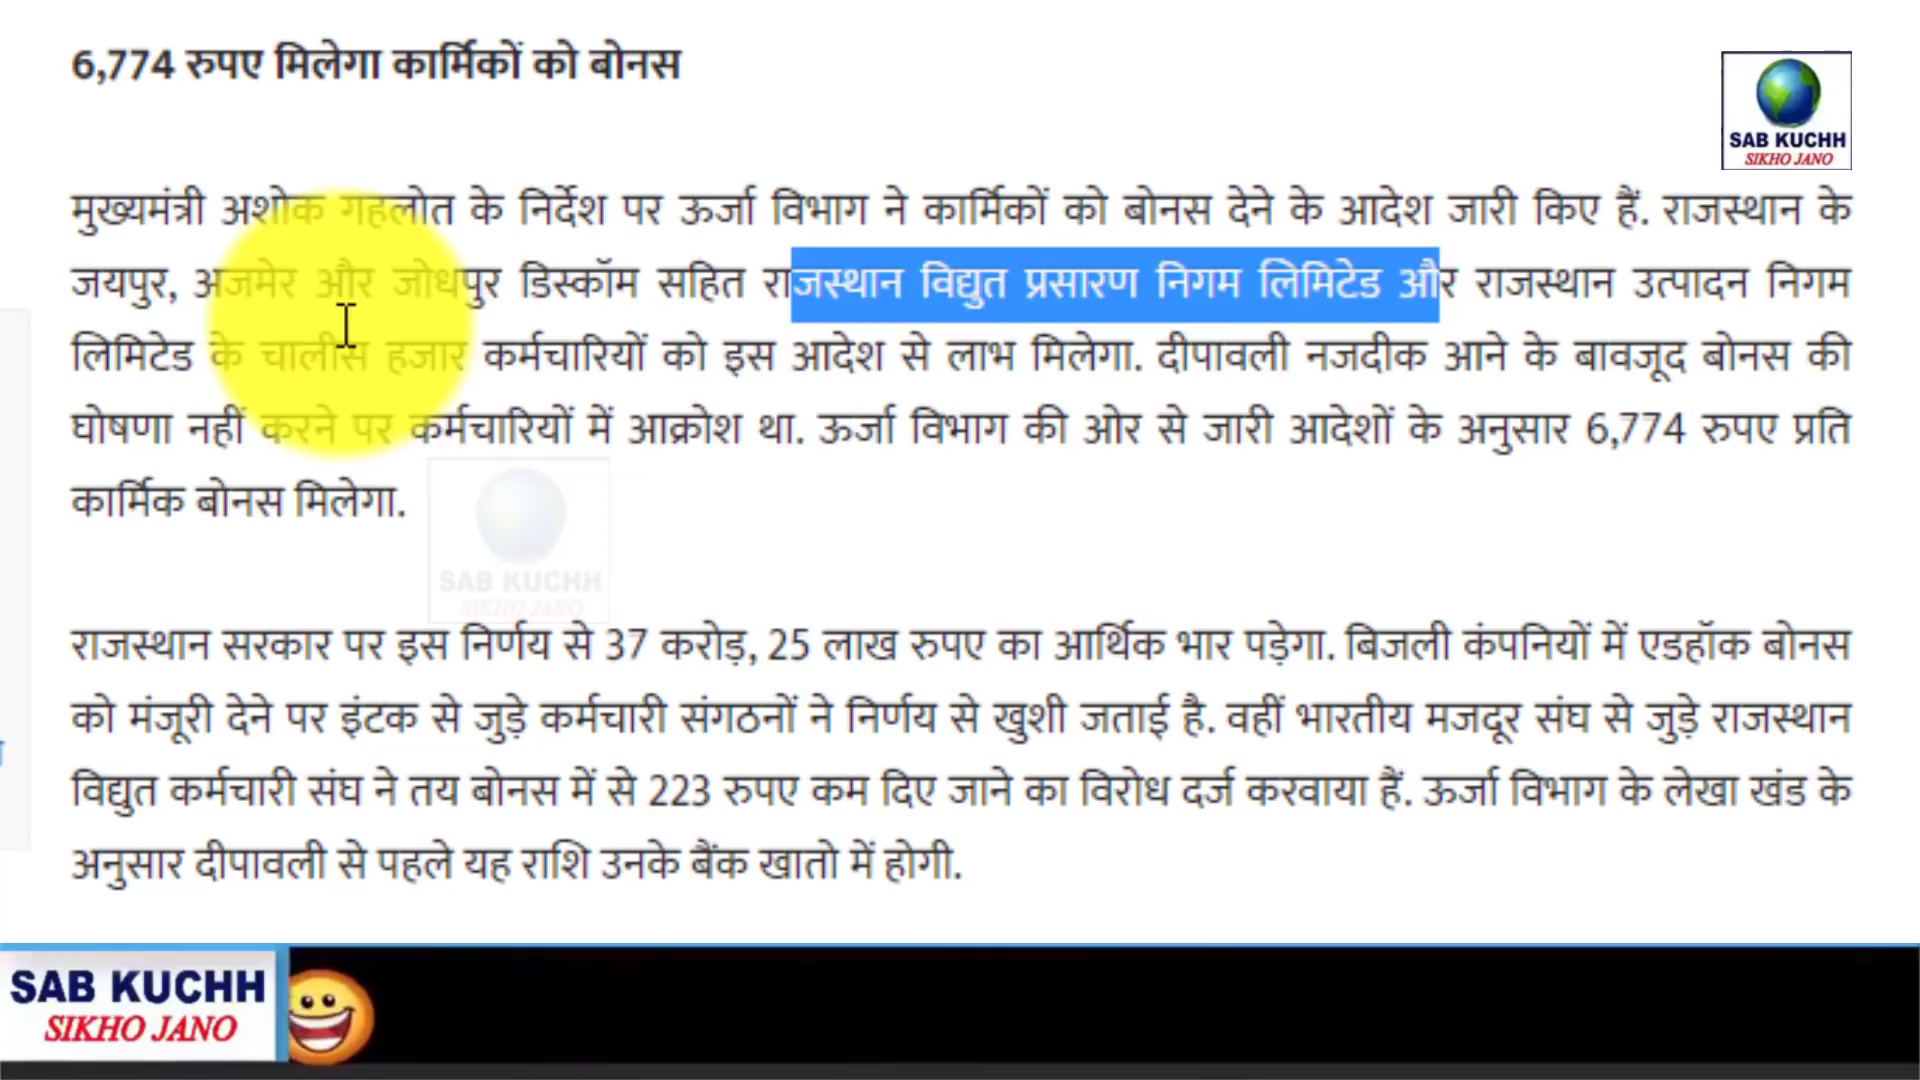 6,774 रुपए मिलेगा कार्मिकों को बोनस
SAB KUCHH
SIKHO JANO
मुख्यमंत्री अशोक गहलोत के निर्देश पर ऊर्जा विभाग ने कार्मिकों को बोनस देने के आदेश जारी किए हैं. राजस्थान के
जयपुर, अजमेर और जोधपुर डिस्कॉम सहित राजस्थान विद्युत प्रसारण निगम लिमिटेड और राजस्थान उत्पादन निगम
लिमिटेड के चालीस हजार कर्मचारियों को इस आदेश से लाभ मिलेगा. दीपावली नजदीक आने के बावजूद बोनस की
घोषणा नहीं करने पर कर्मचारियों में आक्रोश था. ऊर्जा विभाग की ओर से जारी आदेशों के अनुसार 6,774 रुपए प्रति
कार्मिक बोनस मिलेगा.
SAB KUCHH
SIKHO JANO
राजस्थान सरकार पर इस निर्णय से 37 करोड़, 25 लाख रुपए का आर्थिक भार पड़ेगा. बिजली कंपनियों में एडहॉक बोनस
को मंजूरी देने पर इंटक से जुड़े कर्मचारी संगठनों ने निर्णय से खुशी जताई है. वहीं भारतीय मजदूर संघ से जुड़े राजस्थान
विद्युत कर्मचारी संघ ने तय बोनस में से 223 रुपए कम दिए जाने का विरोध दर्ज करवाया हैं. ऊर्जा विभाग के लेखा खंड के
अनुसार दीपावली से पहले यह राशि उनके बैंक खातो में होगी.
SAB KUCHH
SIKHO JANO